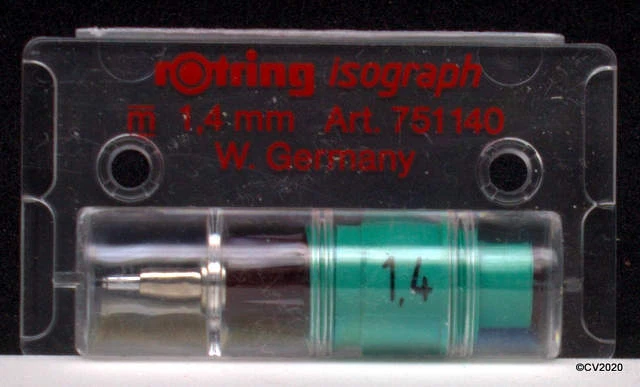 rotring isograph
m 1,4 mm Art. 751140
W. Germany
1,4
©CV2020